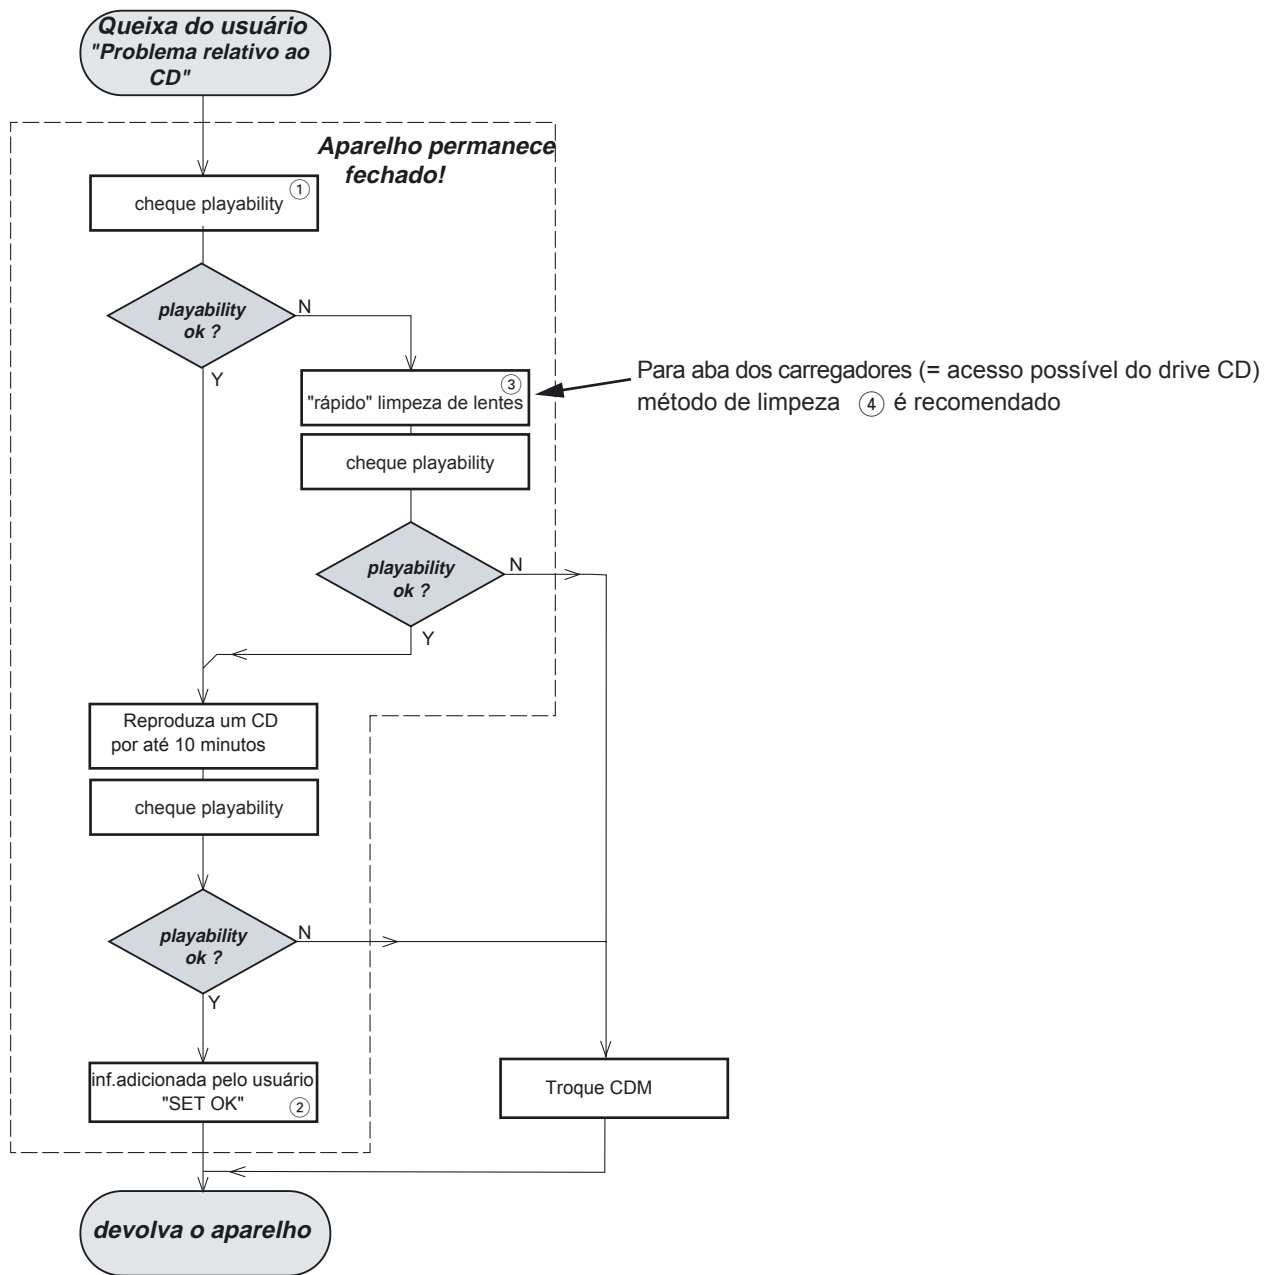 Queixa do usuário
"Problema relativo ao
CD"
Aparelho permanece
fechado!
1
cheque playability
playability
ok ?
N
Y
3
"rápido" limpeza de lentes
Para aba dos carregadores (= acesso possível do drive CD)
método de limpeza 4 é recomendado
cheque playability
playability
ok ?
N
Y
Reproduza um CD
por até 10 minutos
cheque playability
playability
ok ?
N
Y
inf.adicionada pelo usuário
"SET OK" 2
Troque CDM
devolva o aparelho